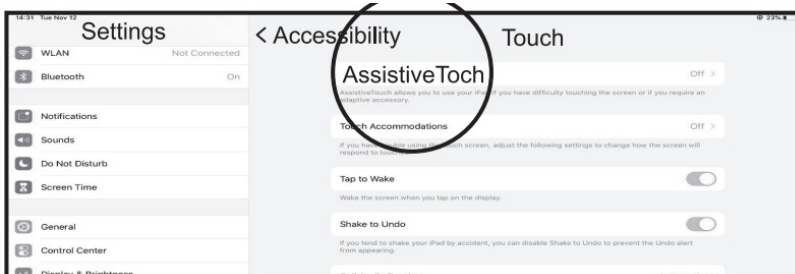 14:31 Tue Nov 12
23%
Settings
< Accessibility
Touch
WLAN Not Connected
Bluetooth On
Notifications
Sounds
Do Not Disturb
Screen Time
General
Control Center
Display & Brightness
AssistiveToch Off >
AssistiveTouch allows you to use your iPad if you have difficulty touching the screen or if you require an
adaptive accessory.
Touch Accommodations Off >
If you have trouble using the touch screen, adjust the following settings to change how the screen will
respond to touch.
Tap to Wake
Wake the screen when you tap on the display.
Shake to Undo
If you tend to shake your iPad by accident, you can disable Shake to Undo to prevent the Undo alert
from appearing.